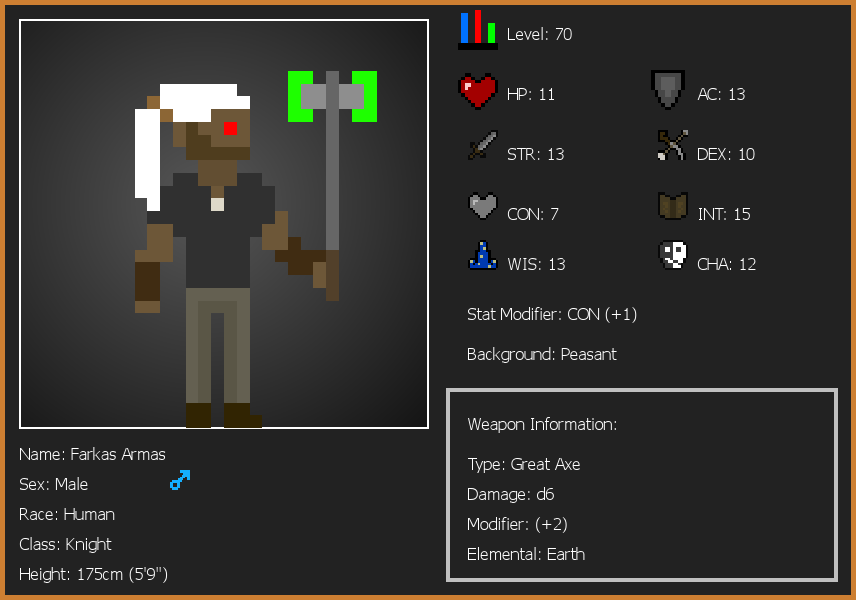 Level: 70
HP: 11
AC: 13
STR: 13
DEX: 10
CON: 7
INT: 15
WIS: 13
CHA: 12
Stat Modifier: CON (+1)
Background: Peasant
Weapon Information:
Type: Great Axe
Damage: d6
Modifier: (+2)
Elemental: Earth
Name: Farkas Armas
Sex: Male
Race: Human
Class: Knight
Height: 175cm (5'9")